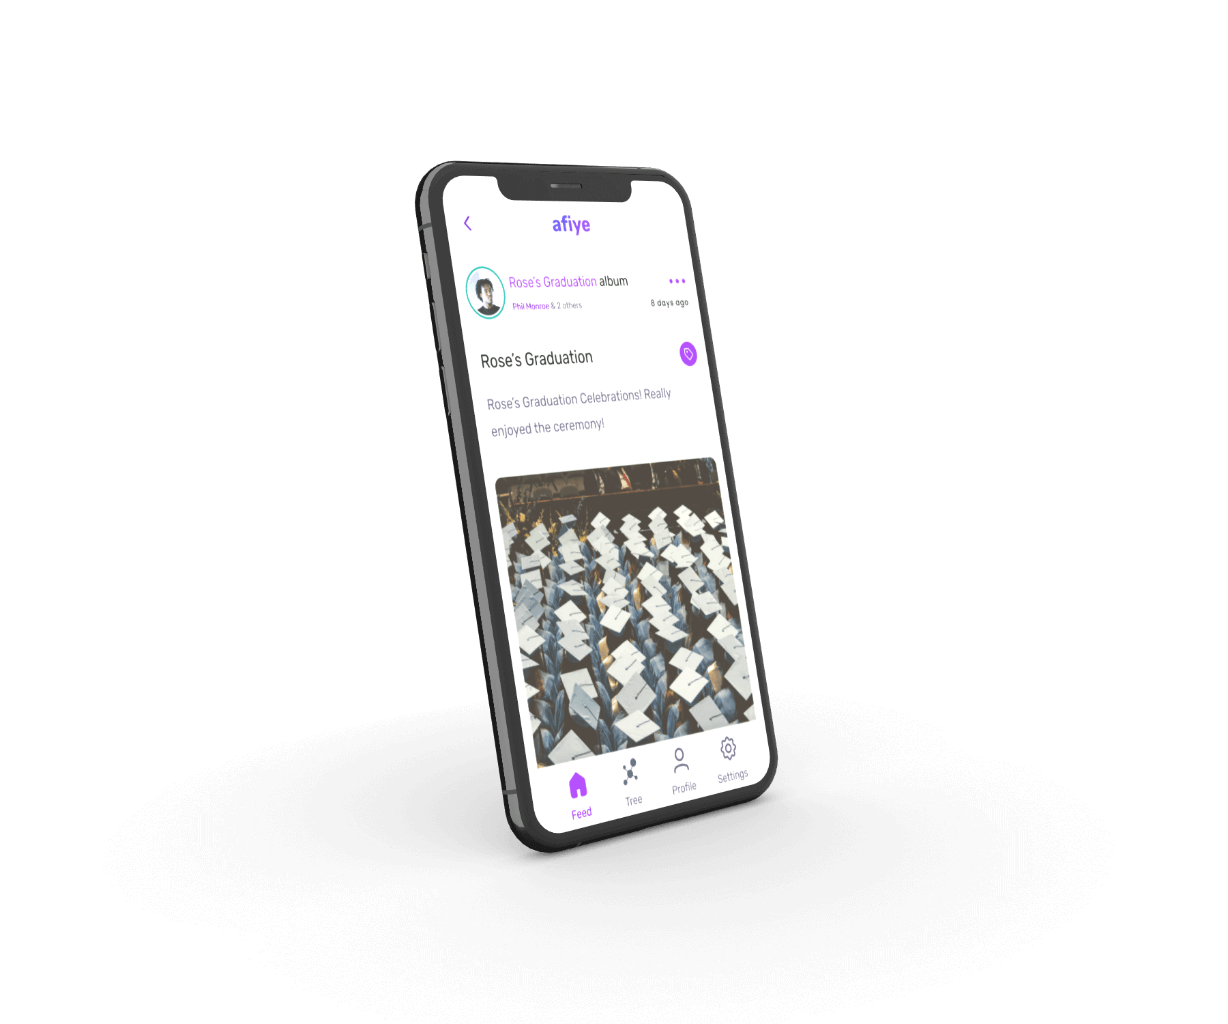 afiye
Rose's Graduation album
Phil Monroe & 2 others
8 days ago
Rose's Graduation
Rose's Graduation Celebrations! Really
enjoyed the ceremony!
Feed
Tree
Profile
Settings